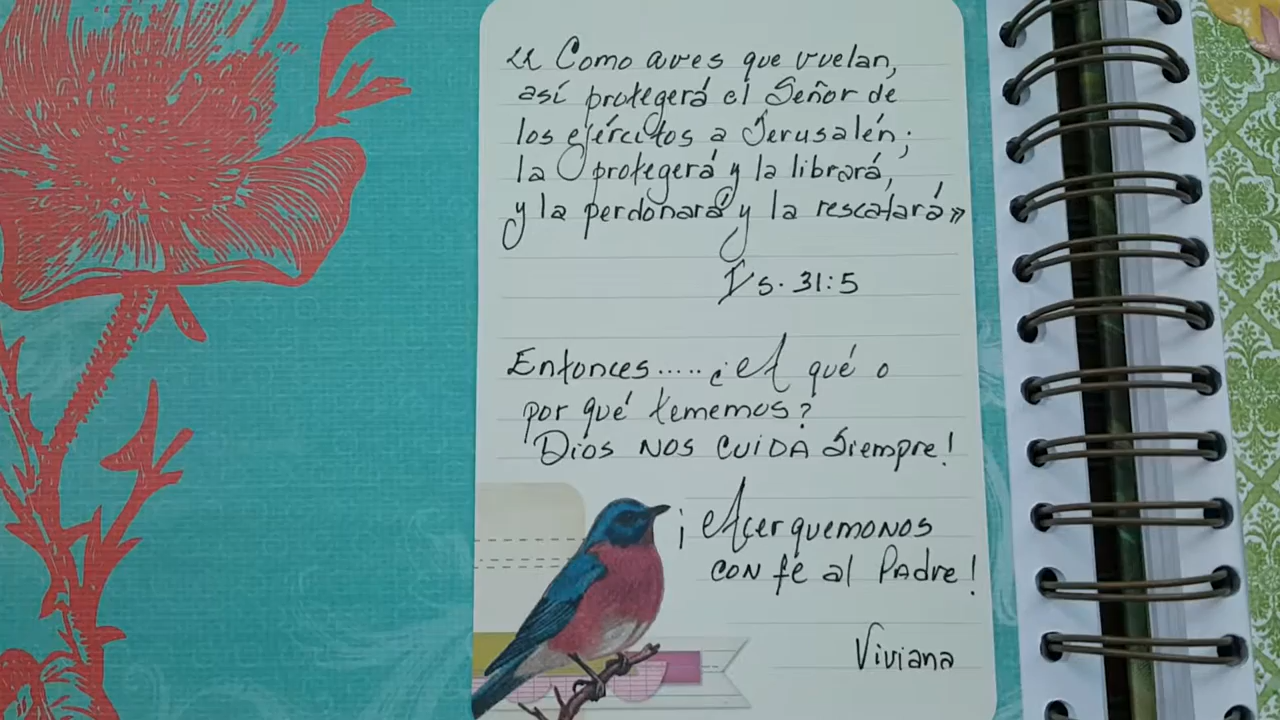 « Como aves que vuelan,
así protegerá el Señor de
los ejércitos a Jerusalén;
la protegerá y la librará,
y la perdonará y la rescatará»
Is. 31:5
Entonces..... ¿A qué o
por qué tememos?
Dios NOS CUIDA Siempre!
¡Acerquemonos
con fé al Padre!
Viviana